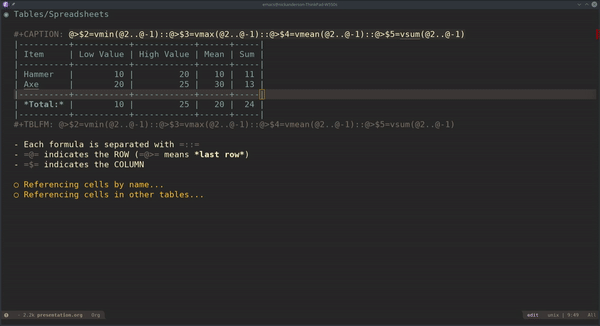 Tables/Spreadsheets
#+CAPTION: @>$2=vmin(@2..@-1)::@>$3=vmax(@2..@-1)::@>$4=vmean(@2..@-1)::@>$5=vsum(@2..@-1)
|----------+-----------+------------+------+-----|
| Item | Low Value | High Value | Mean | Sum |
|----------+-----------+------------+------+-----|
| Hammer | 10 | 20 | 10 | 11 |
| Axe | 20 | 25 | 30 | 13 |
|----------+-----------+------------+------+-----|
| *Total:* | 10 | 25 | 20 | 24 |
#+TBLFM: @>$2=vmin(@2..@-1)::@>$3=vmax(@2..@-1)::@>$4=vmean(@2..@-1)::@>$5=vsum(@2..@-1)
- Each formula is separated with =::=
- =@= indicates the ROW (=@>= means *last row*)
- =$= indicates the COLUMN
Referencing cells by name...
Referencing cells in other tables...
- 2.2k presentation.org Org edit unix | 9:49 All